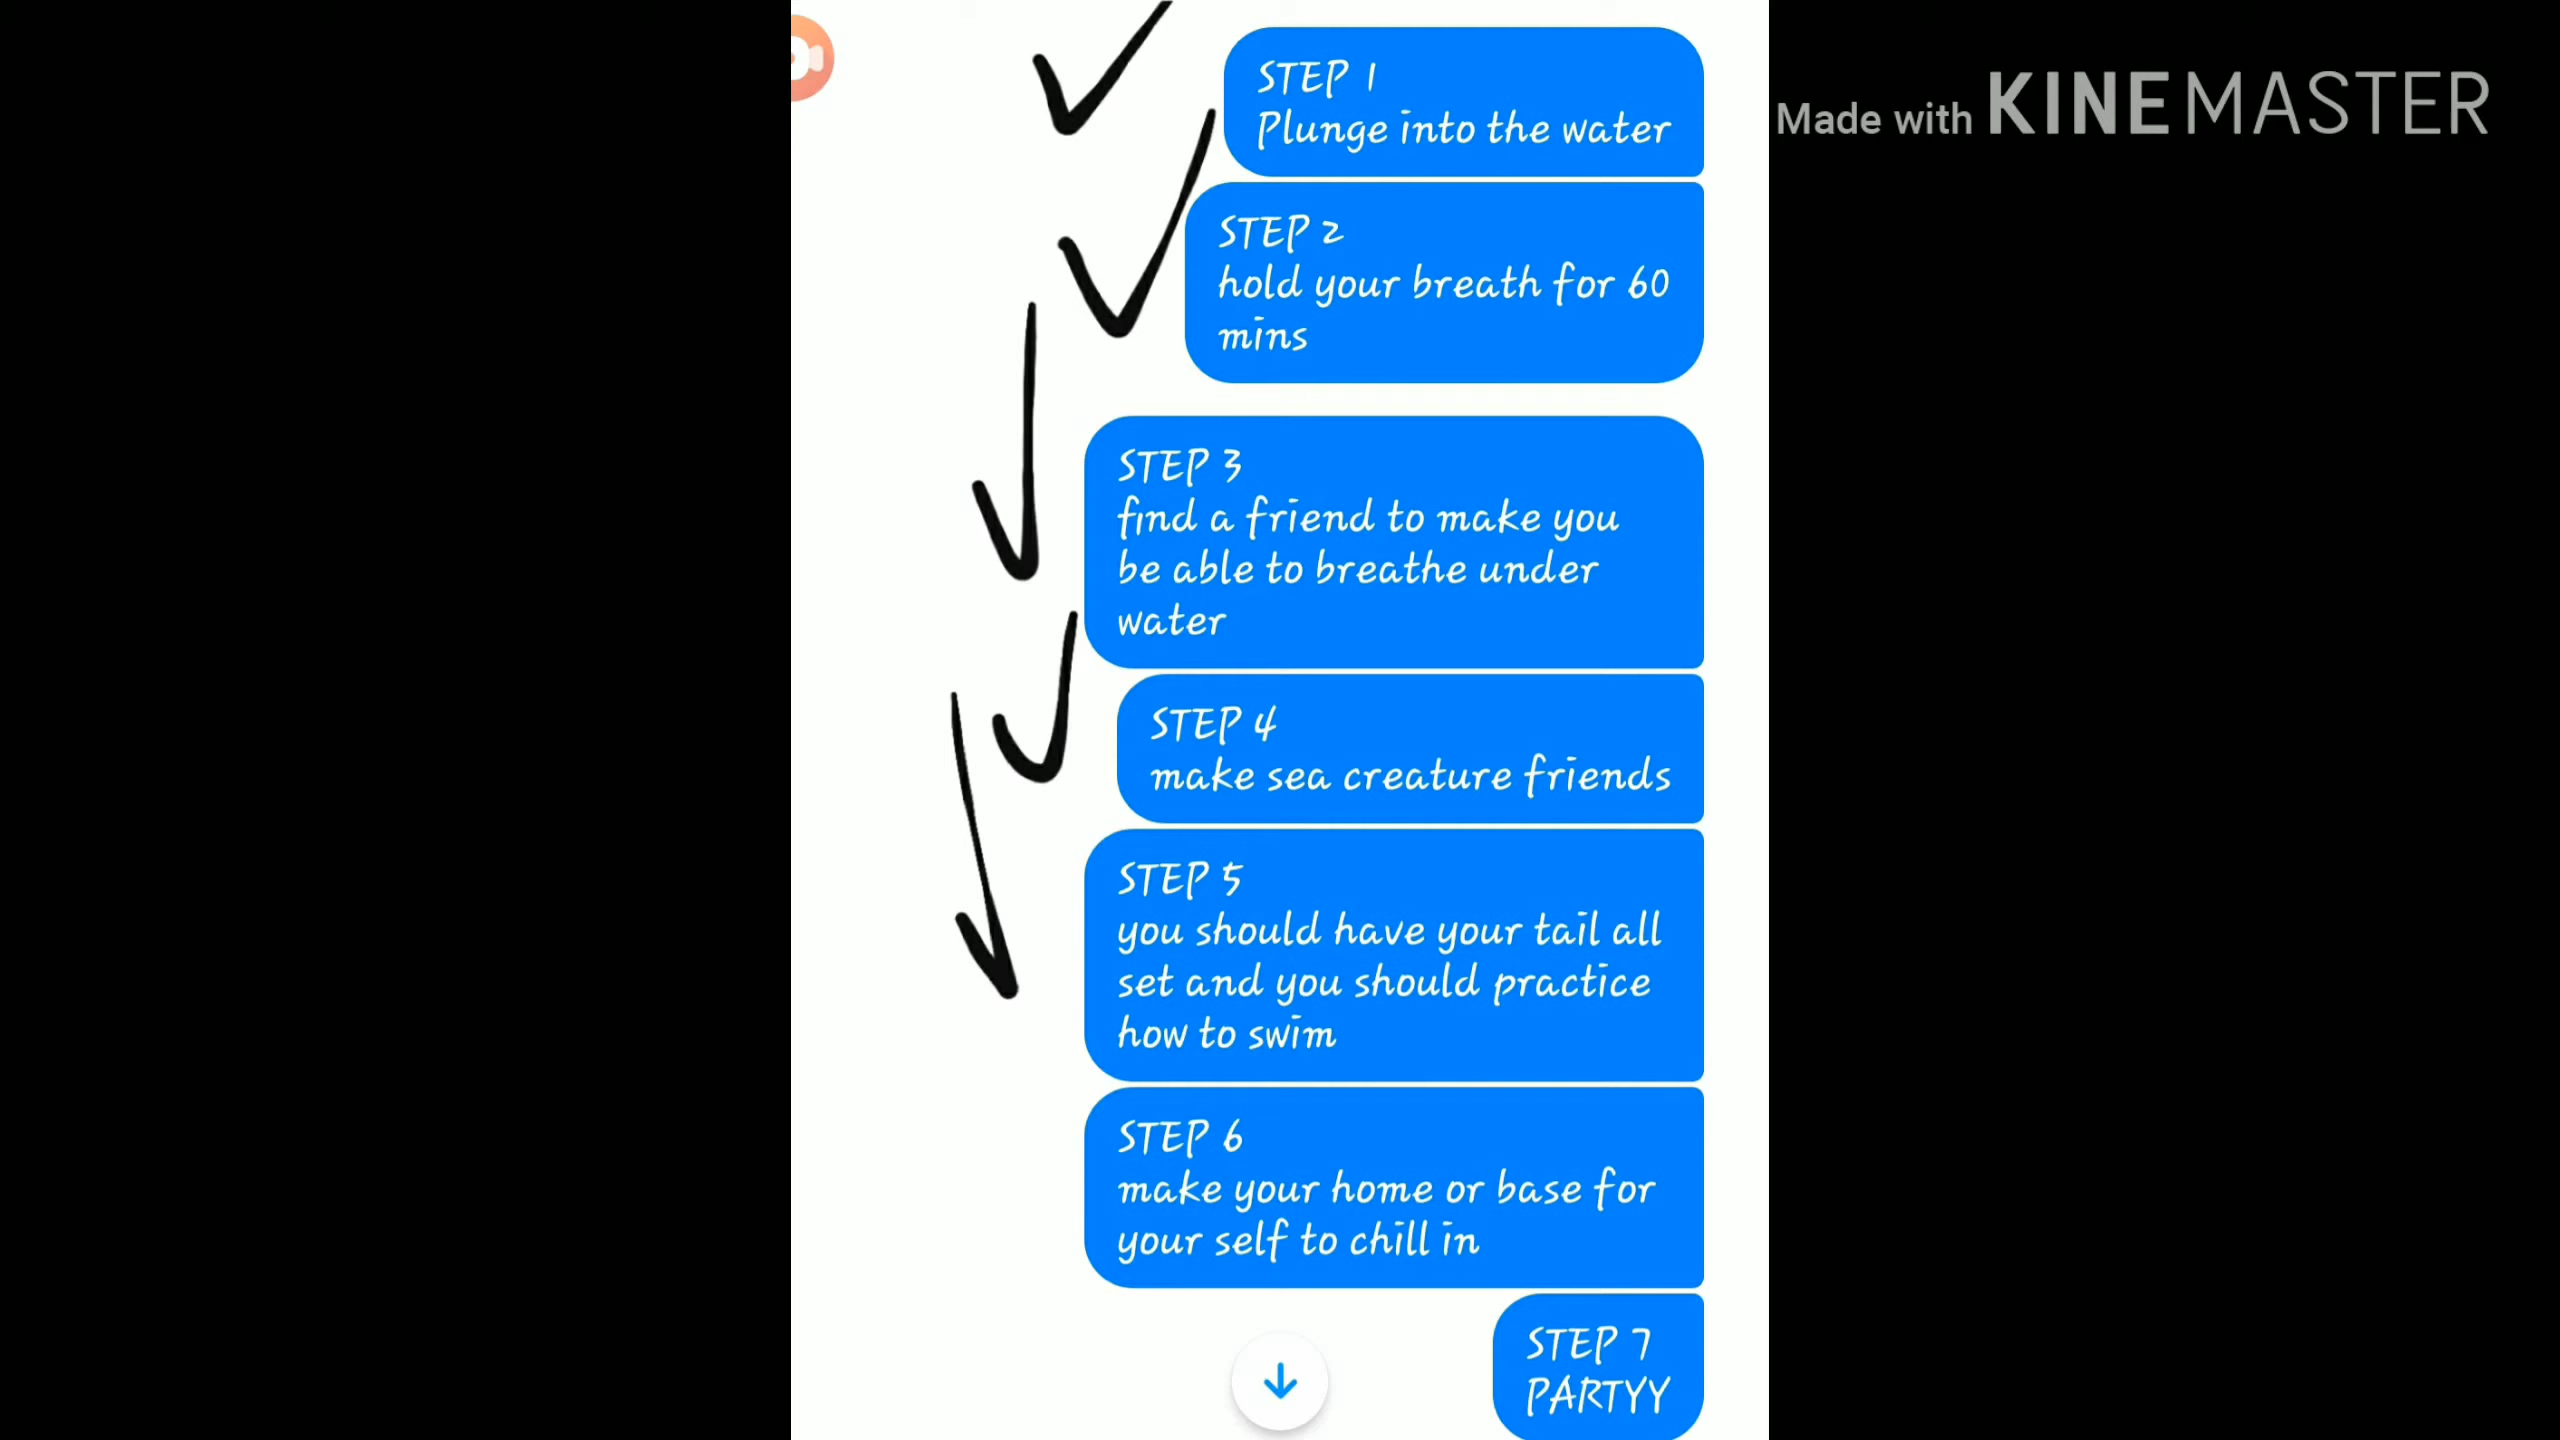 STEP 1
Plunge into the water
Made with KINEMASTER
STEP 2
hold your breath for 60
mins
STEP 3
find a friend to make you
be able to breathe under
water
STEP 4
make sea creature friends
STEP 5
you should have your tail all
set and you should practice
how to swim
STEP 6
make your home or base for
your self to chill in
STEP 7
PARTYY